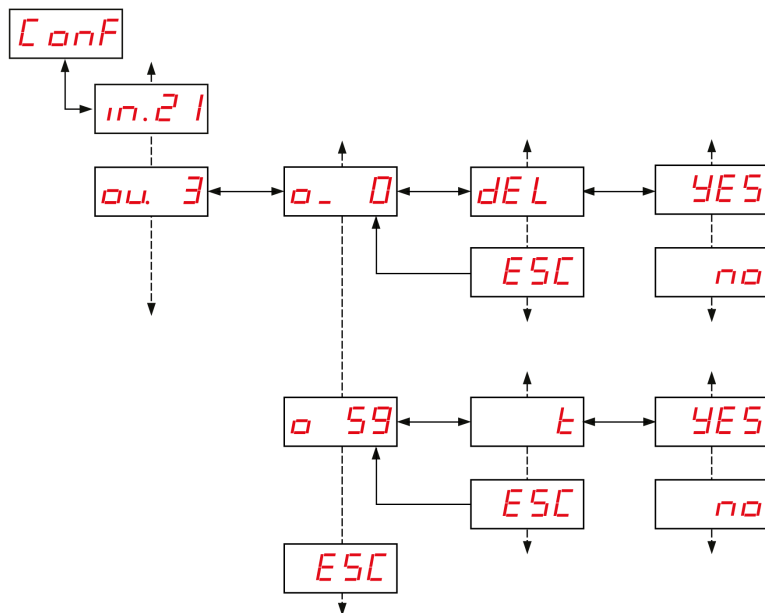 ConF
in.21
ou. 3
o_ 0
dEL
YES
ESC
no
o 59
t
YES
ESC
no
ESC